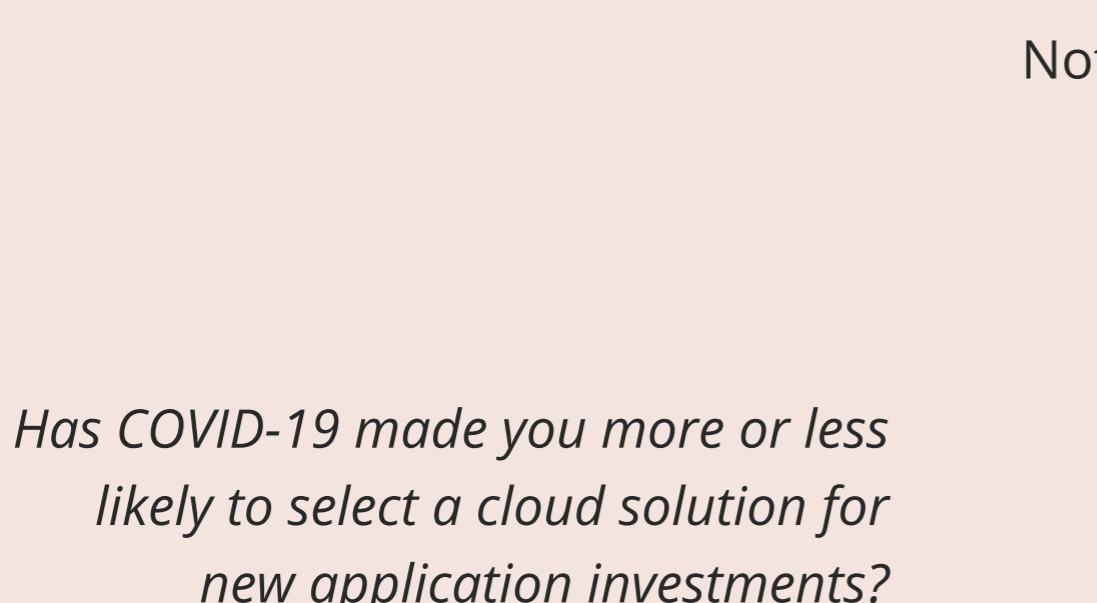 Has COVID-19 made you more or less
likely to select a cloud solution for
new application investments?